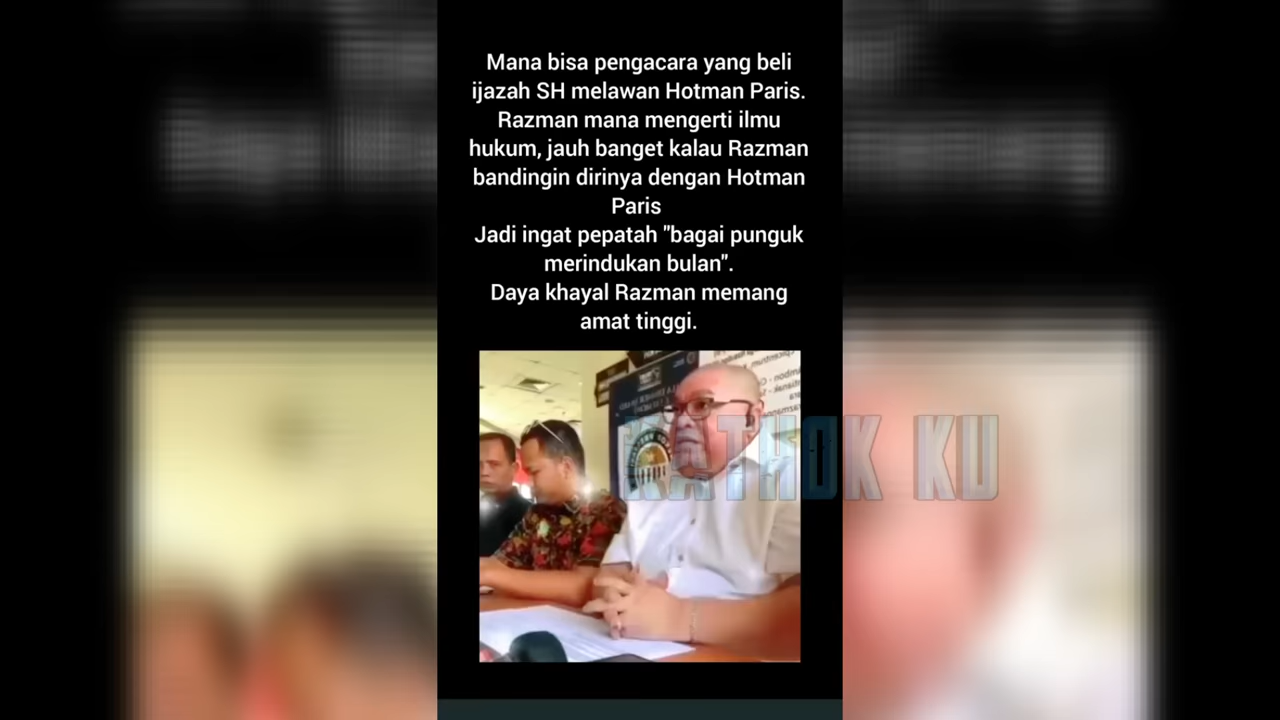 Mana bisa pengacara yang beli
ijazah SH melawan Hotman Paris.
Razman mana mengerti ilmu
hukum, jauh banget kalau Razman
bandingin dirinya dengan Hotman
Paris
Jadi ingat pepatah "bagai punguk
merindukan bulan".
Daya khayal Razman memang
amat tinggi.
KATHOK KU